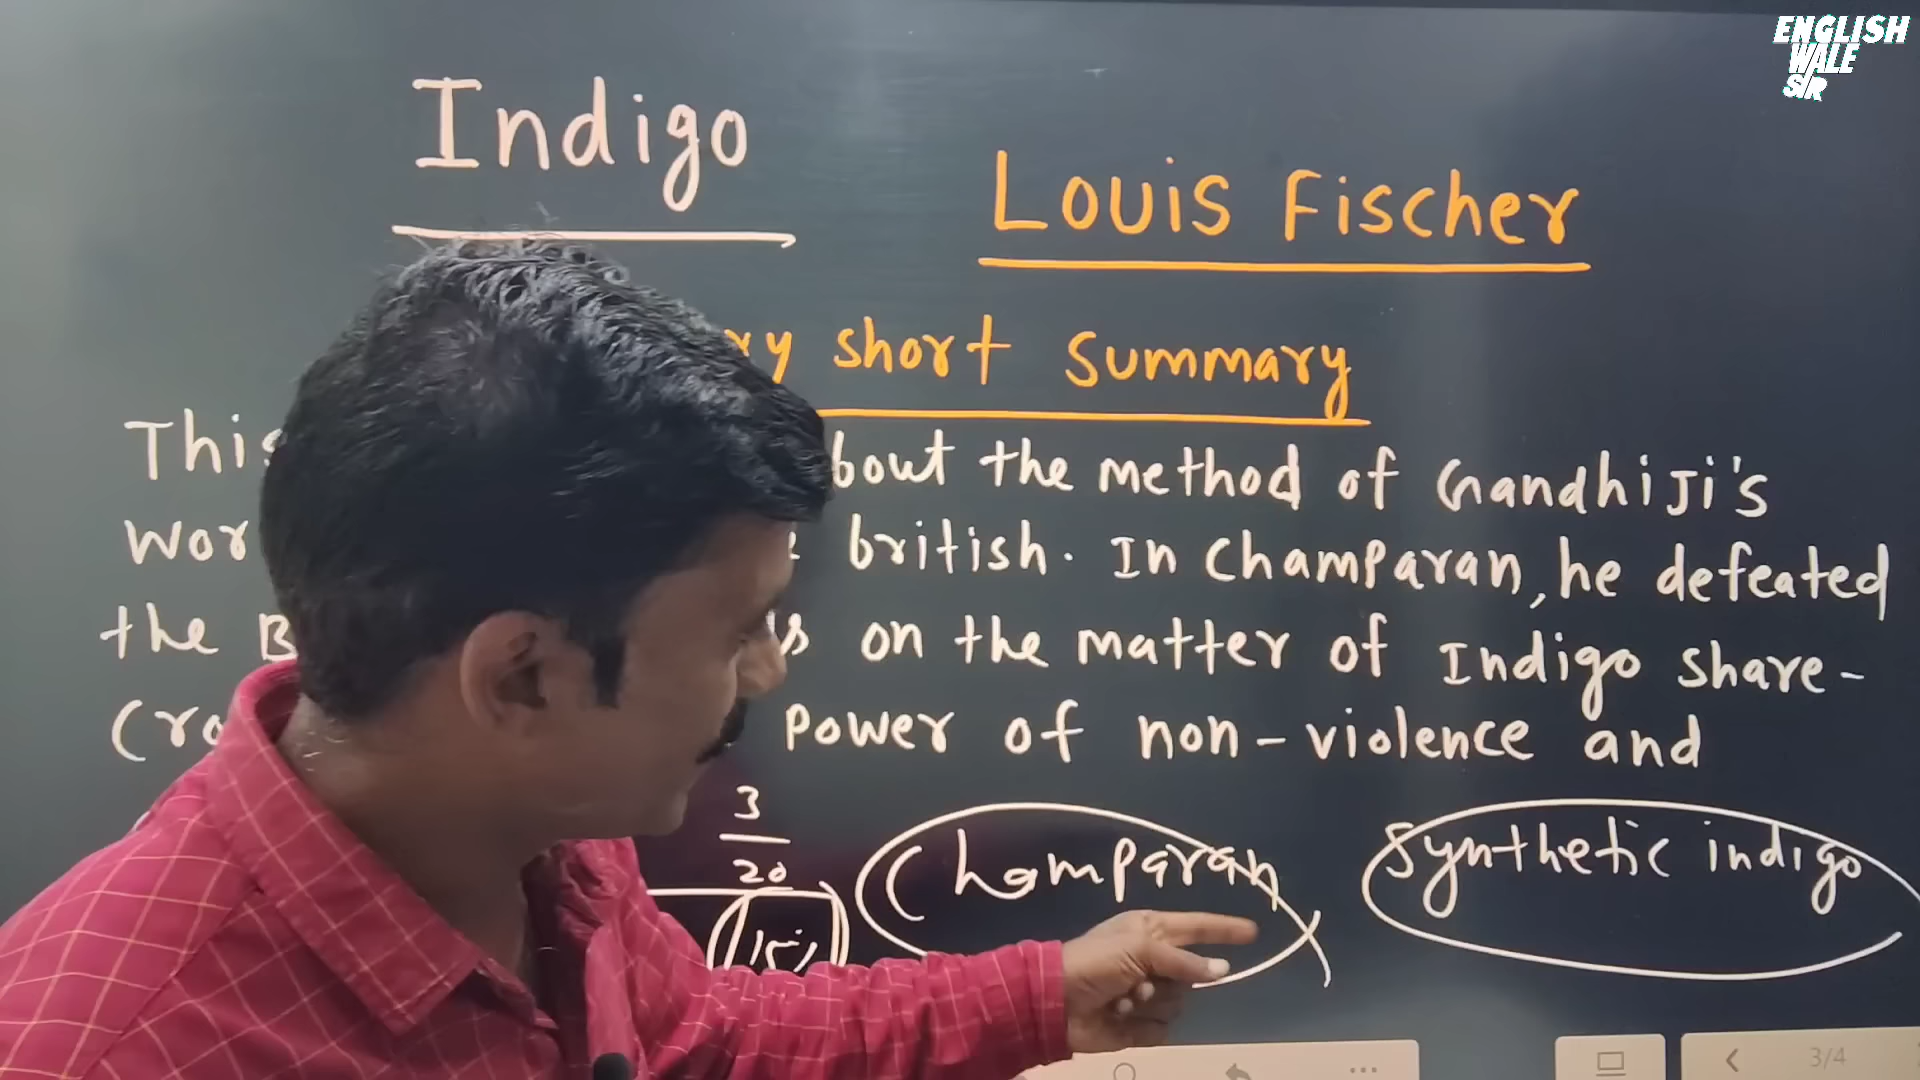 ENGLISH
WALE
SIR
Indigo
Louis Fischer
short summary
This bout the method of Gandhiji's
british. In Champaran, he defeated
the on the matter of Indigo share-
power of non-violence and
3
20
Champaran
Synthetic indigo
3/4